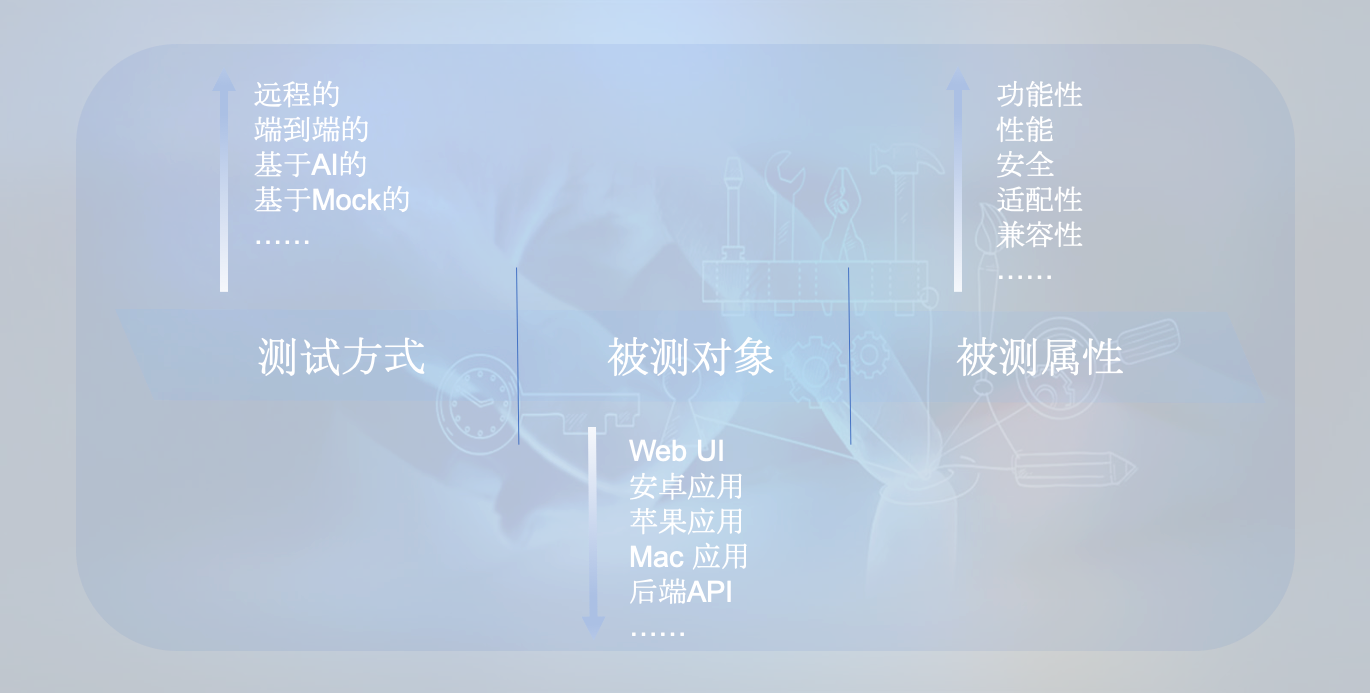 远程的
端到端的
基于AI的
基于Mock的
……
功能性
性能
安全
适配性
兼容性
……
测试方式
被测对象
被测属性
Web UI
安卓应用
苹果应用
Mac 应用
后端API
……